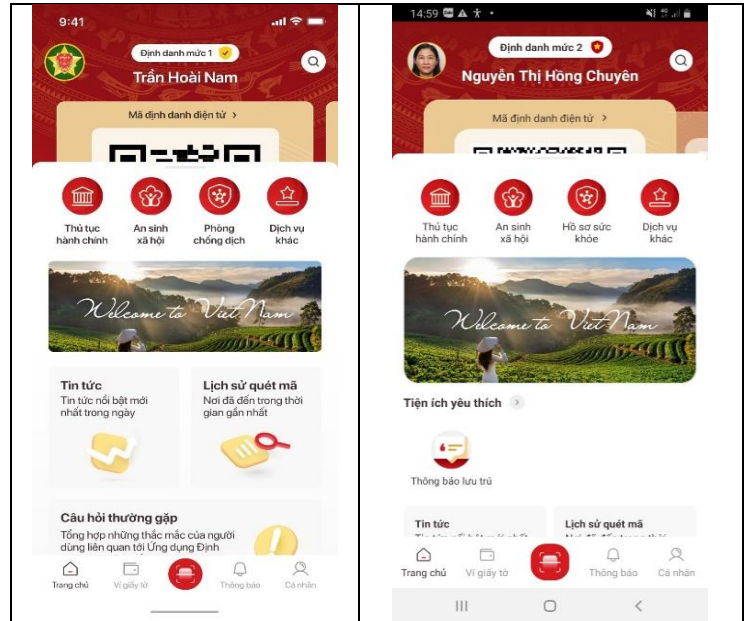 9:41
Định danh mức 1
Trần Hoài Nam
Mã định danh điện tử >
Thủ tục
hành chính
An sinh
xã hội
Phòng
chống dịch
Dịch vụ
khác
Welcome to Việt Nam
Tin tức
Tin tức nổi bật mới
nhất trong ngày
Lịch sử quét mã
Nơi đã đến trong thời
gian gần nhất
Câu hỏi thường gặp
Tổng hợp những thắc mắc của người
dùng liên quan tới Ứng dụng Định
Trang chủ
Ví giấy tờ
Thông báo
Cá nhân
14:59
Định danh mức 2
Nguyễn Thị Hồng Chuyên
Mã định danh điện tử >
Thủ tục
hành chính
An sinh
xã hội
Hồ sơ sức
khỏe
Dịch vụ
khác
Welcome to Việt Nam
Tiện ích yêu thích >
Thông báo lưu trú
Tin tức
Lịch sử quét mã
Trang chủ
Ví giấy tờ
Thông báo
Cá nhân